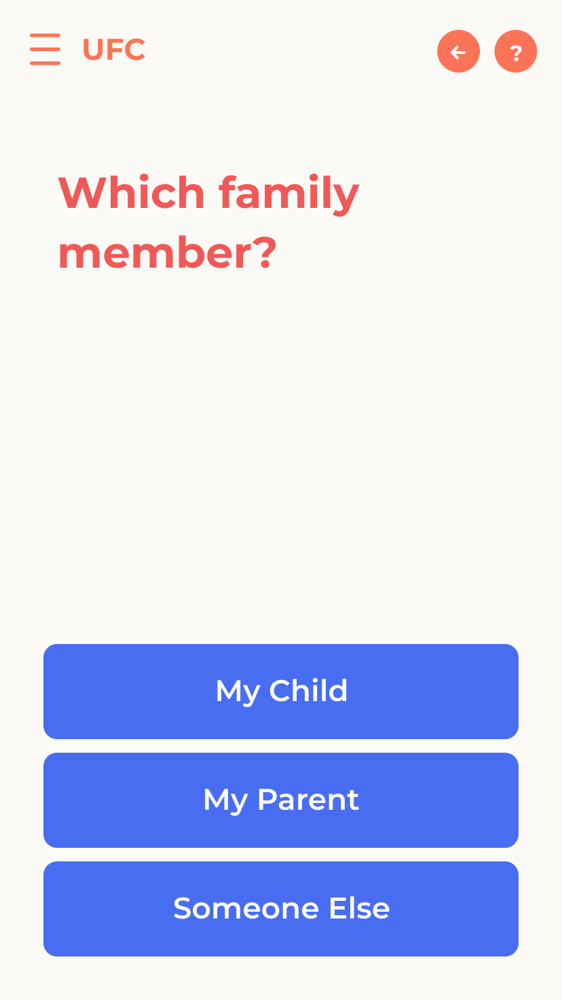 UFC
?
Which family
member?
My Child
My Parent
Someone Else